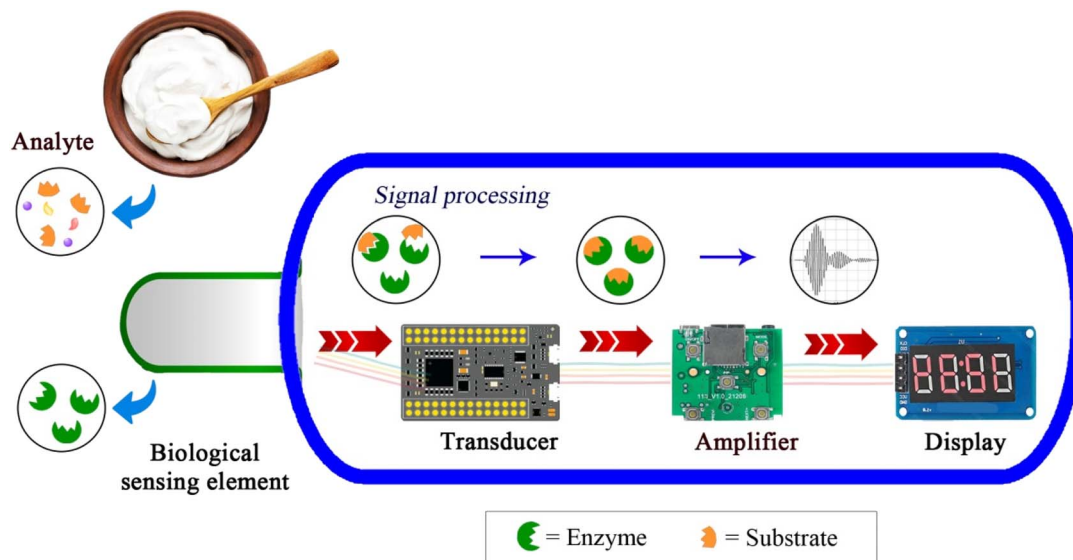 Analyte
Signal processing
Transducer
Amplifier
Display
Biological
sensing element
= Enzyme
= Substrate